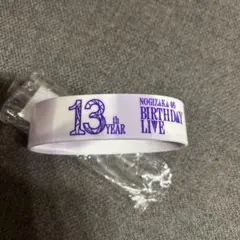 13th YEAR
NOGIZAKA 46
BIRTHDAY
LIVE